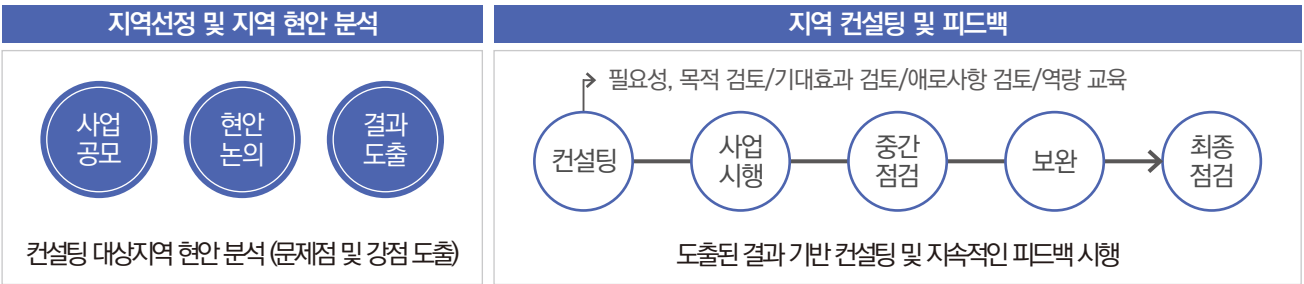 지역선정 및 지역 현안 분석
사업
공모
현안
논의
결과
도출
컨설팅 대상지역 현안 분석 (문제점 및 강점 도출)
지역 컨설팅 및 피드백
필요성, 목적 검토/기대효과 검토/애로사항 검토/역량 교육
컨설팅
사업
시행
중간
점검
보완
최종
점검
도출된 결과 기반 컨설팅 및 지속적인 피드백 시행